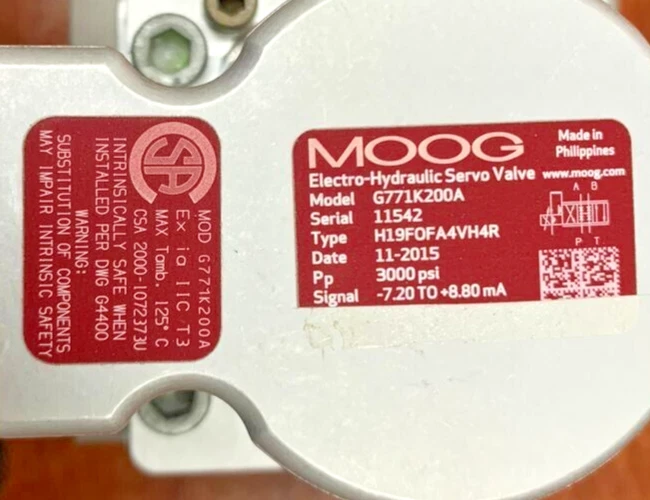 MOOG
Made in
Philippines
Electro-Hydraulic Servo Valve www.moog.com
Model G771K200A
Serial 11542
Type H19FOFA4VH4R
Date 11-2015
Pp 3000 psi
Signal -7.20 TO +8.80 mA
A B
P T
SA
MOD G771K200A
Ex ia IIC T3
MAX Tamb. 125° C
CSA 2000-1072373U
INTRINSICALLY SAFE WHEN
INSTALLED PER DWG G4400
WARNING:
SUBSTITUTION OF COMPONENTS
MAY IMPAIR INTRINSIC SAFETY